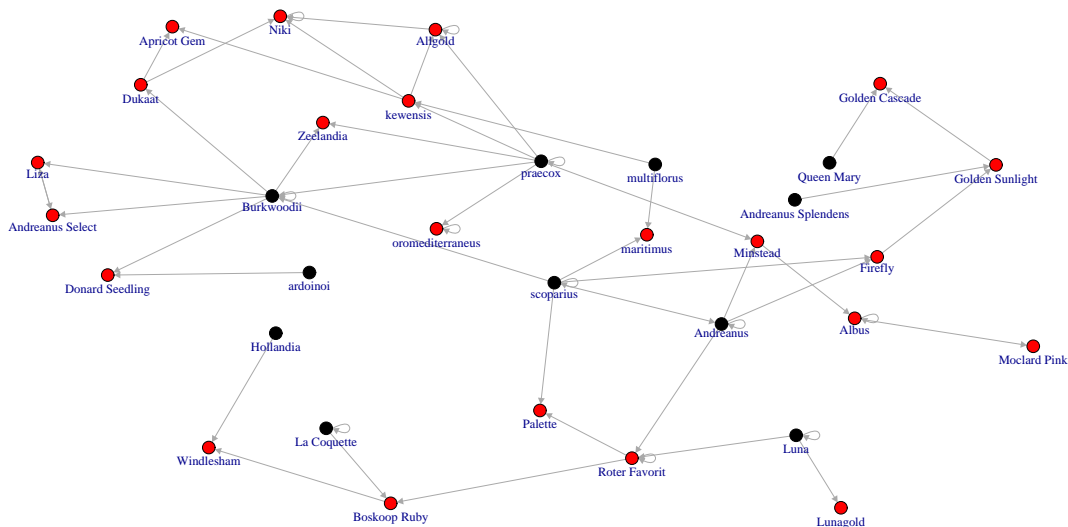 Niki
Apricot Gem
Allgold
Dukaat
Golden Cascade
kewensis
Zeelandia
Liza
praecox
multiflorus
Queen Mary
Golden Sunlight
Burkwoodii
Andreanus Splendens
Andreanus Select
oromediterraneus
maritimus
Minstead
Firefly
Donard Seedling
ardoinoi
scoparius
Andreanus
Albus
Hollandia
Moclard Pink
Palette
La Coquette
Luna
Windlesham
Roter Favorit
Boskoop Ruby
Lunagold